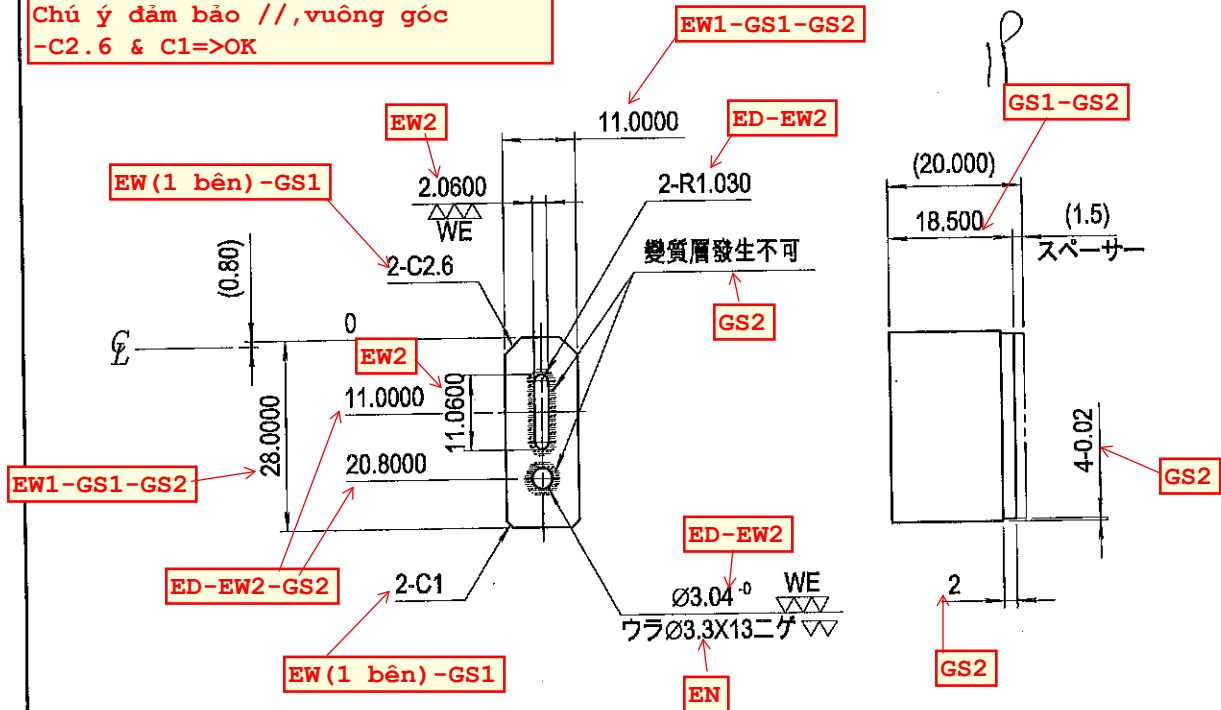 Chú ý đảm bảo //,vuông góc
-C2.6 & C1=>OK
EW1-GS1-GS2
1P
GS1-GS2
EW2
11.0000
ED-EW2
(20.000)
EW(1 bên)-GS1
2.0600
WE
2-R1.030
18.500
(1.5)
スペーサー
變質層發生不可
(0.80)
2-C2.6
GS2
0
EW2
11.0000
11.0600
28.0000
20.8000
4-0.02
EW1-GS1-GS2
GS2
ED-EW2
ED-EW2-GS2
2-C1
Ø3.04 -0 WE
2
ウラØ3.3X13ニゲ
EW(1 bên)-GS1
EN
GS2